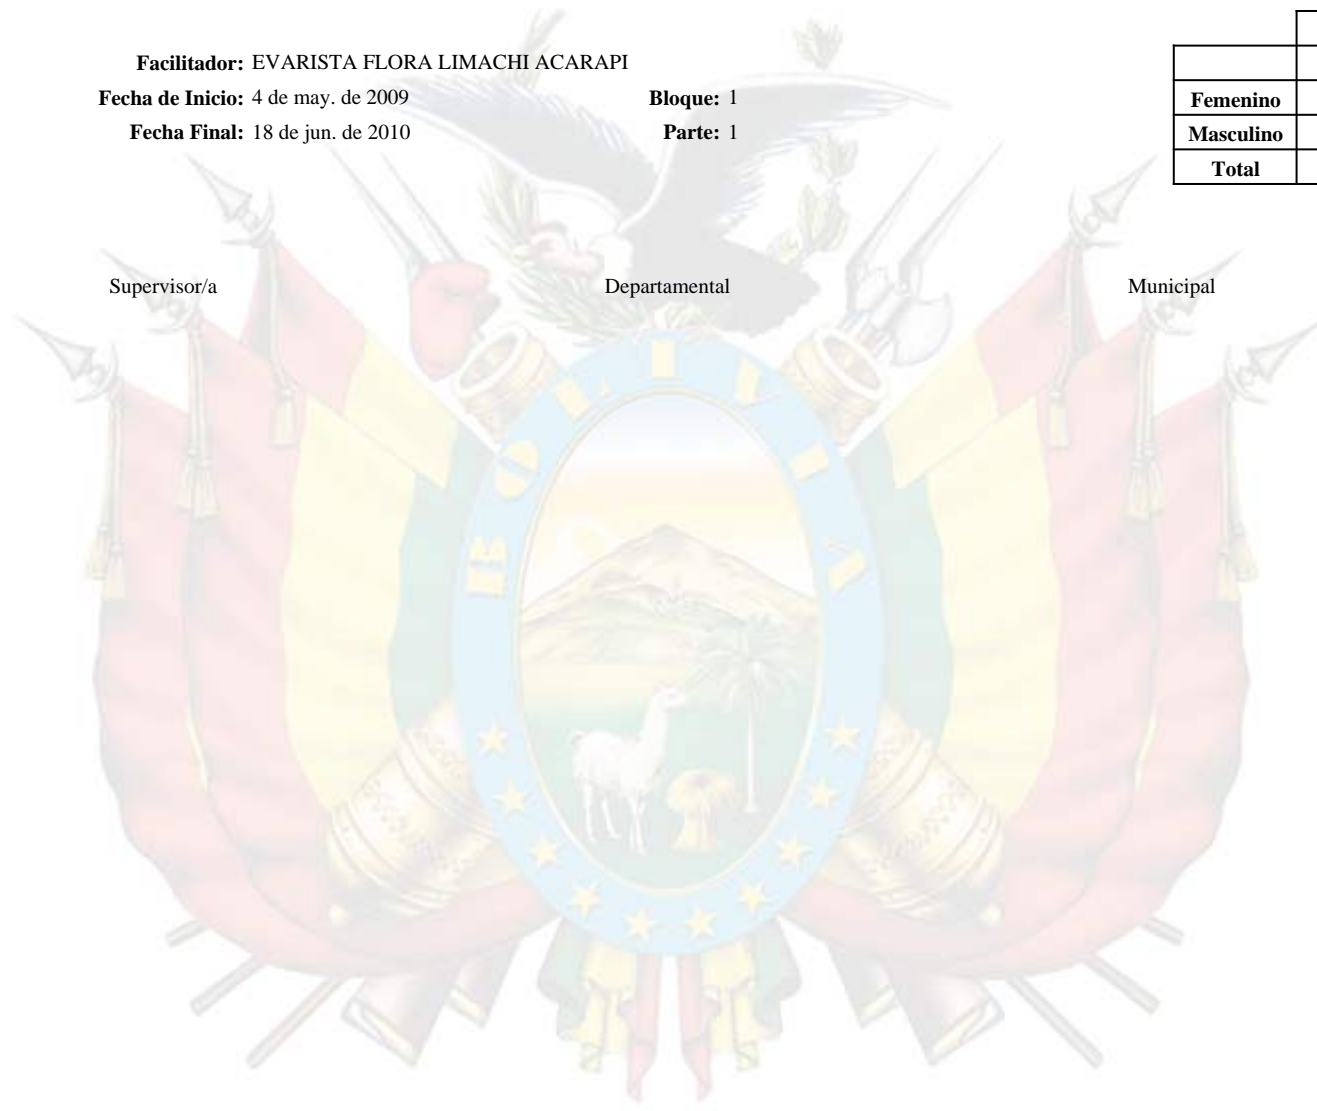 Facilitador: EVARISTA FLORA LIMACHI ACARAPI
Fecha de Inicio: 4 de may. de 2009 Bloque: 1
Fecha Final: 18 de jun. de 2010 Parte: 1
Femenino
Masculino
Total
Supervisor/a Departamental Municipal
BOLIVIA